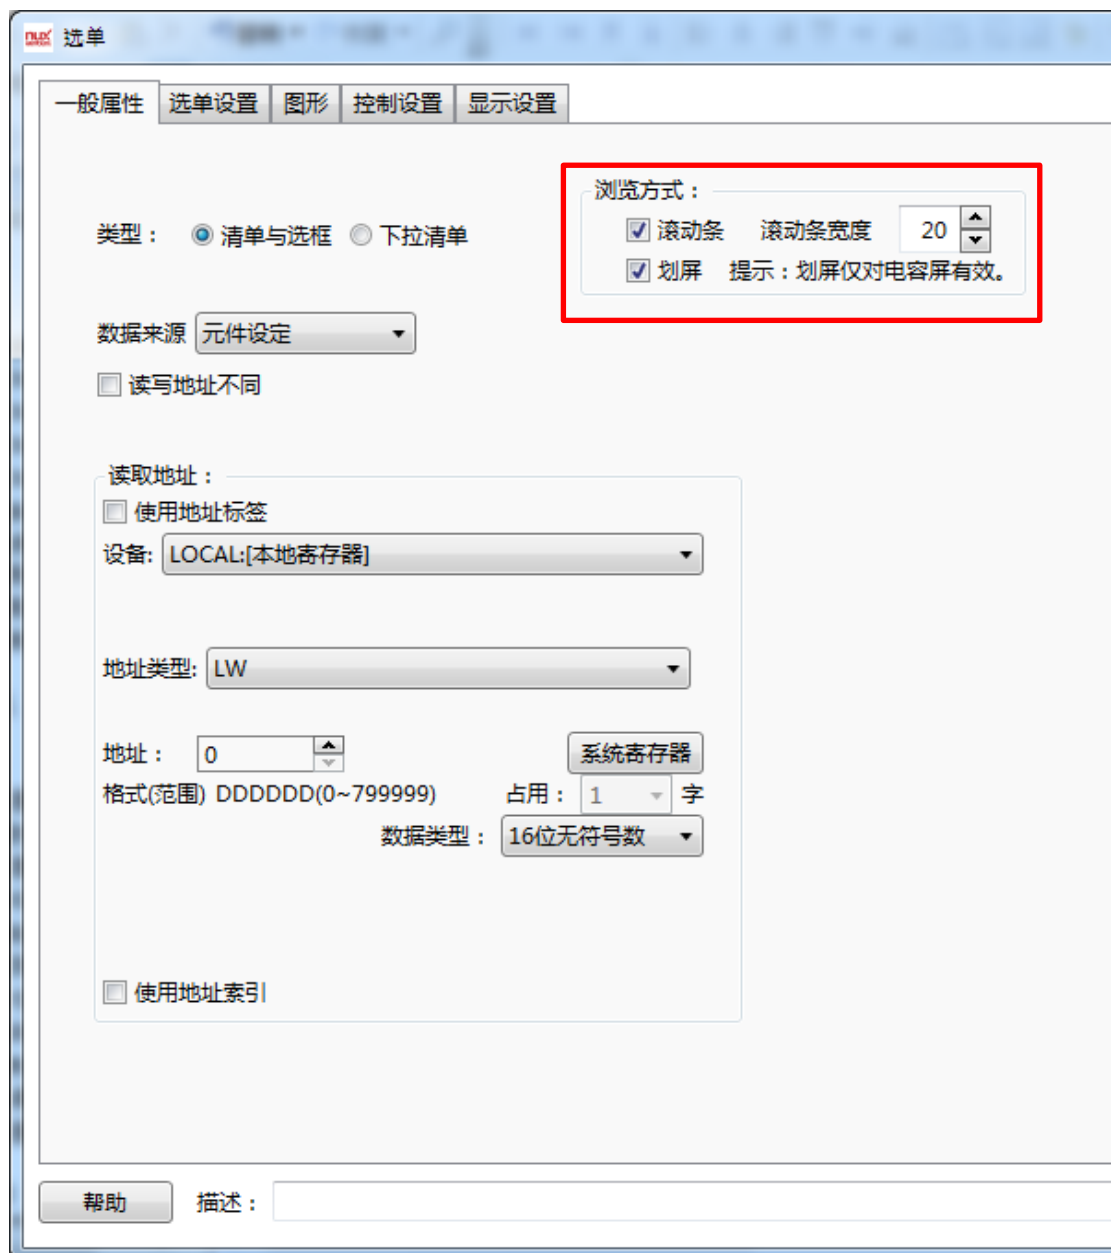 选单
一般属性 选单设置 图形 控制设置 显示设置
浏览方式：
类型： 清单与选框 下拉清单
滚动条 滚动条宽度 20
划屏 提示：划屏仅对电容屏有效。
数据来源 元件设定
读写地址不同
读取地址：
使用地址标签
设备: LOCAL:[本地寄存器]
地址类型: LW
地址： 0 系统寄存器
格式(范围) DDDDDD(0~799999) 占用： 1 字
数据类型： 16位无符号数
使用地址索引
帮助 描述：